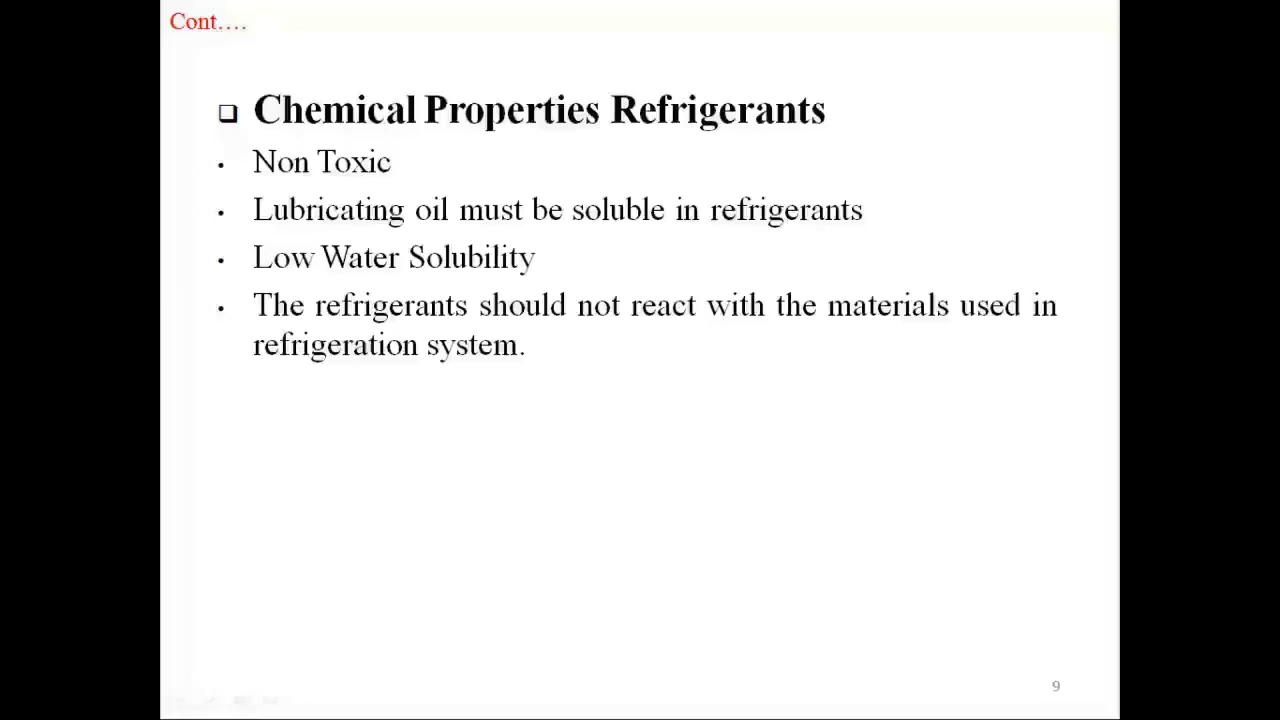 Cont….
❑ Chemical Properties Refrigerants
• Non Toxic
• Lubricating oil must be soluble in refrigerants
• Low Water Solubility
• The refrigerants should not react with the materials used in
refrigeration system.
9